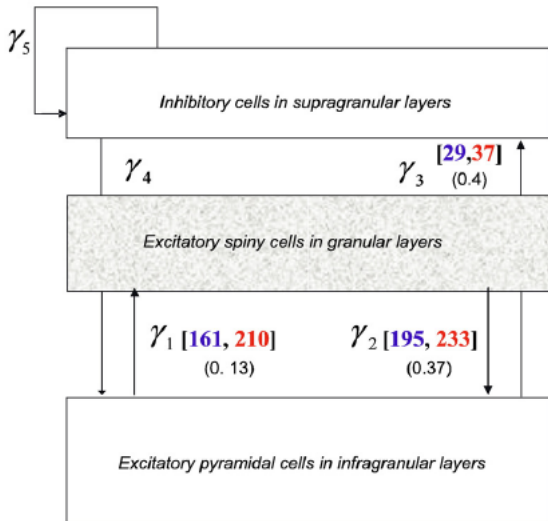 γ5
Inhibitory cells in supragranular layers
γ4
γ3 [29,37]
(0.4)
Excitatory spiny cells in granular layers
γ1 [161, 210]
(0. 13)
γ2 [195, 233]
(0.37)
Excitatory pyramidal cells in infragranular layers